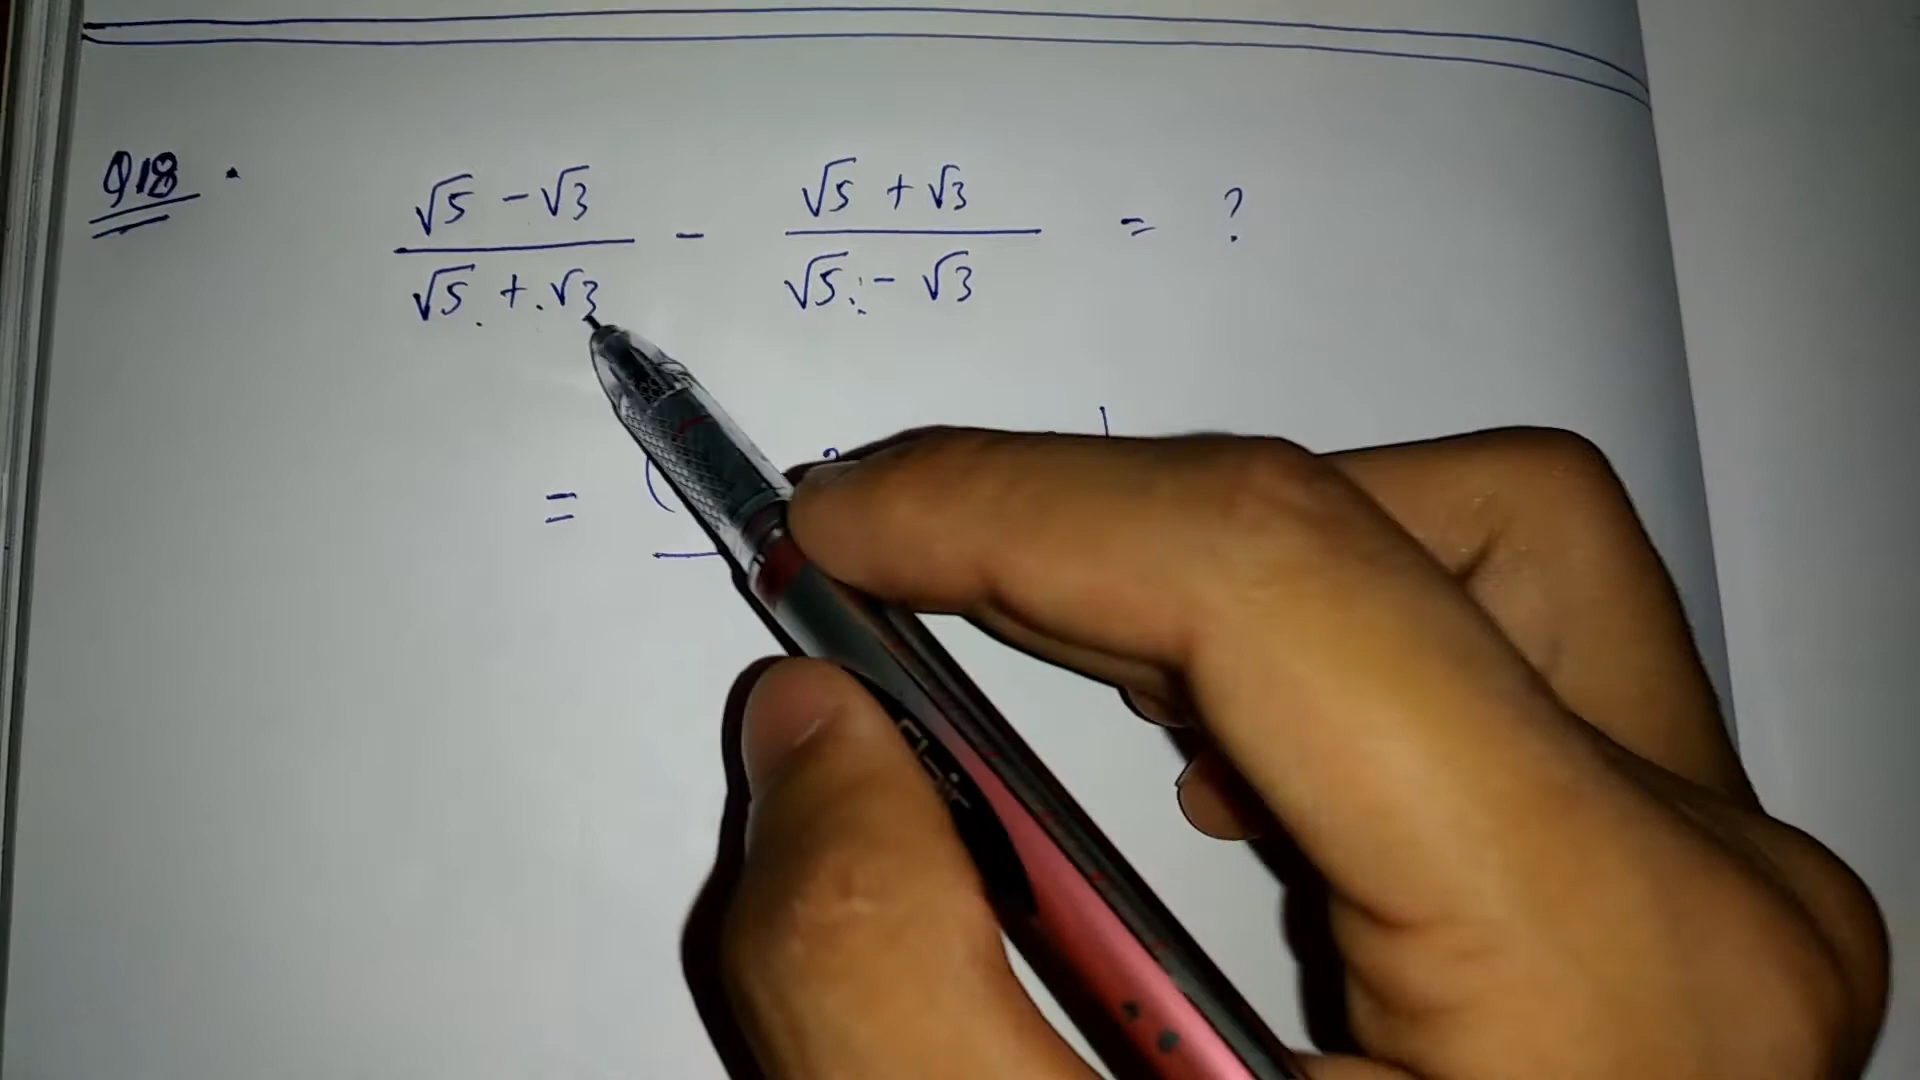 Q18. (√5 - √3)/(√5 + √3) - (√5 + √3)/(√5 - √3) = ?
= (